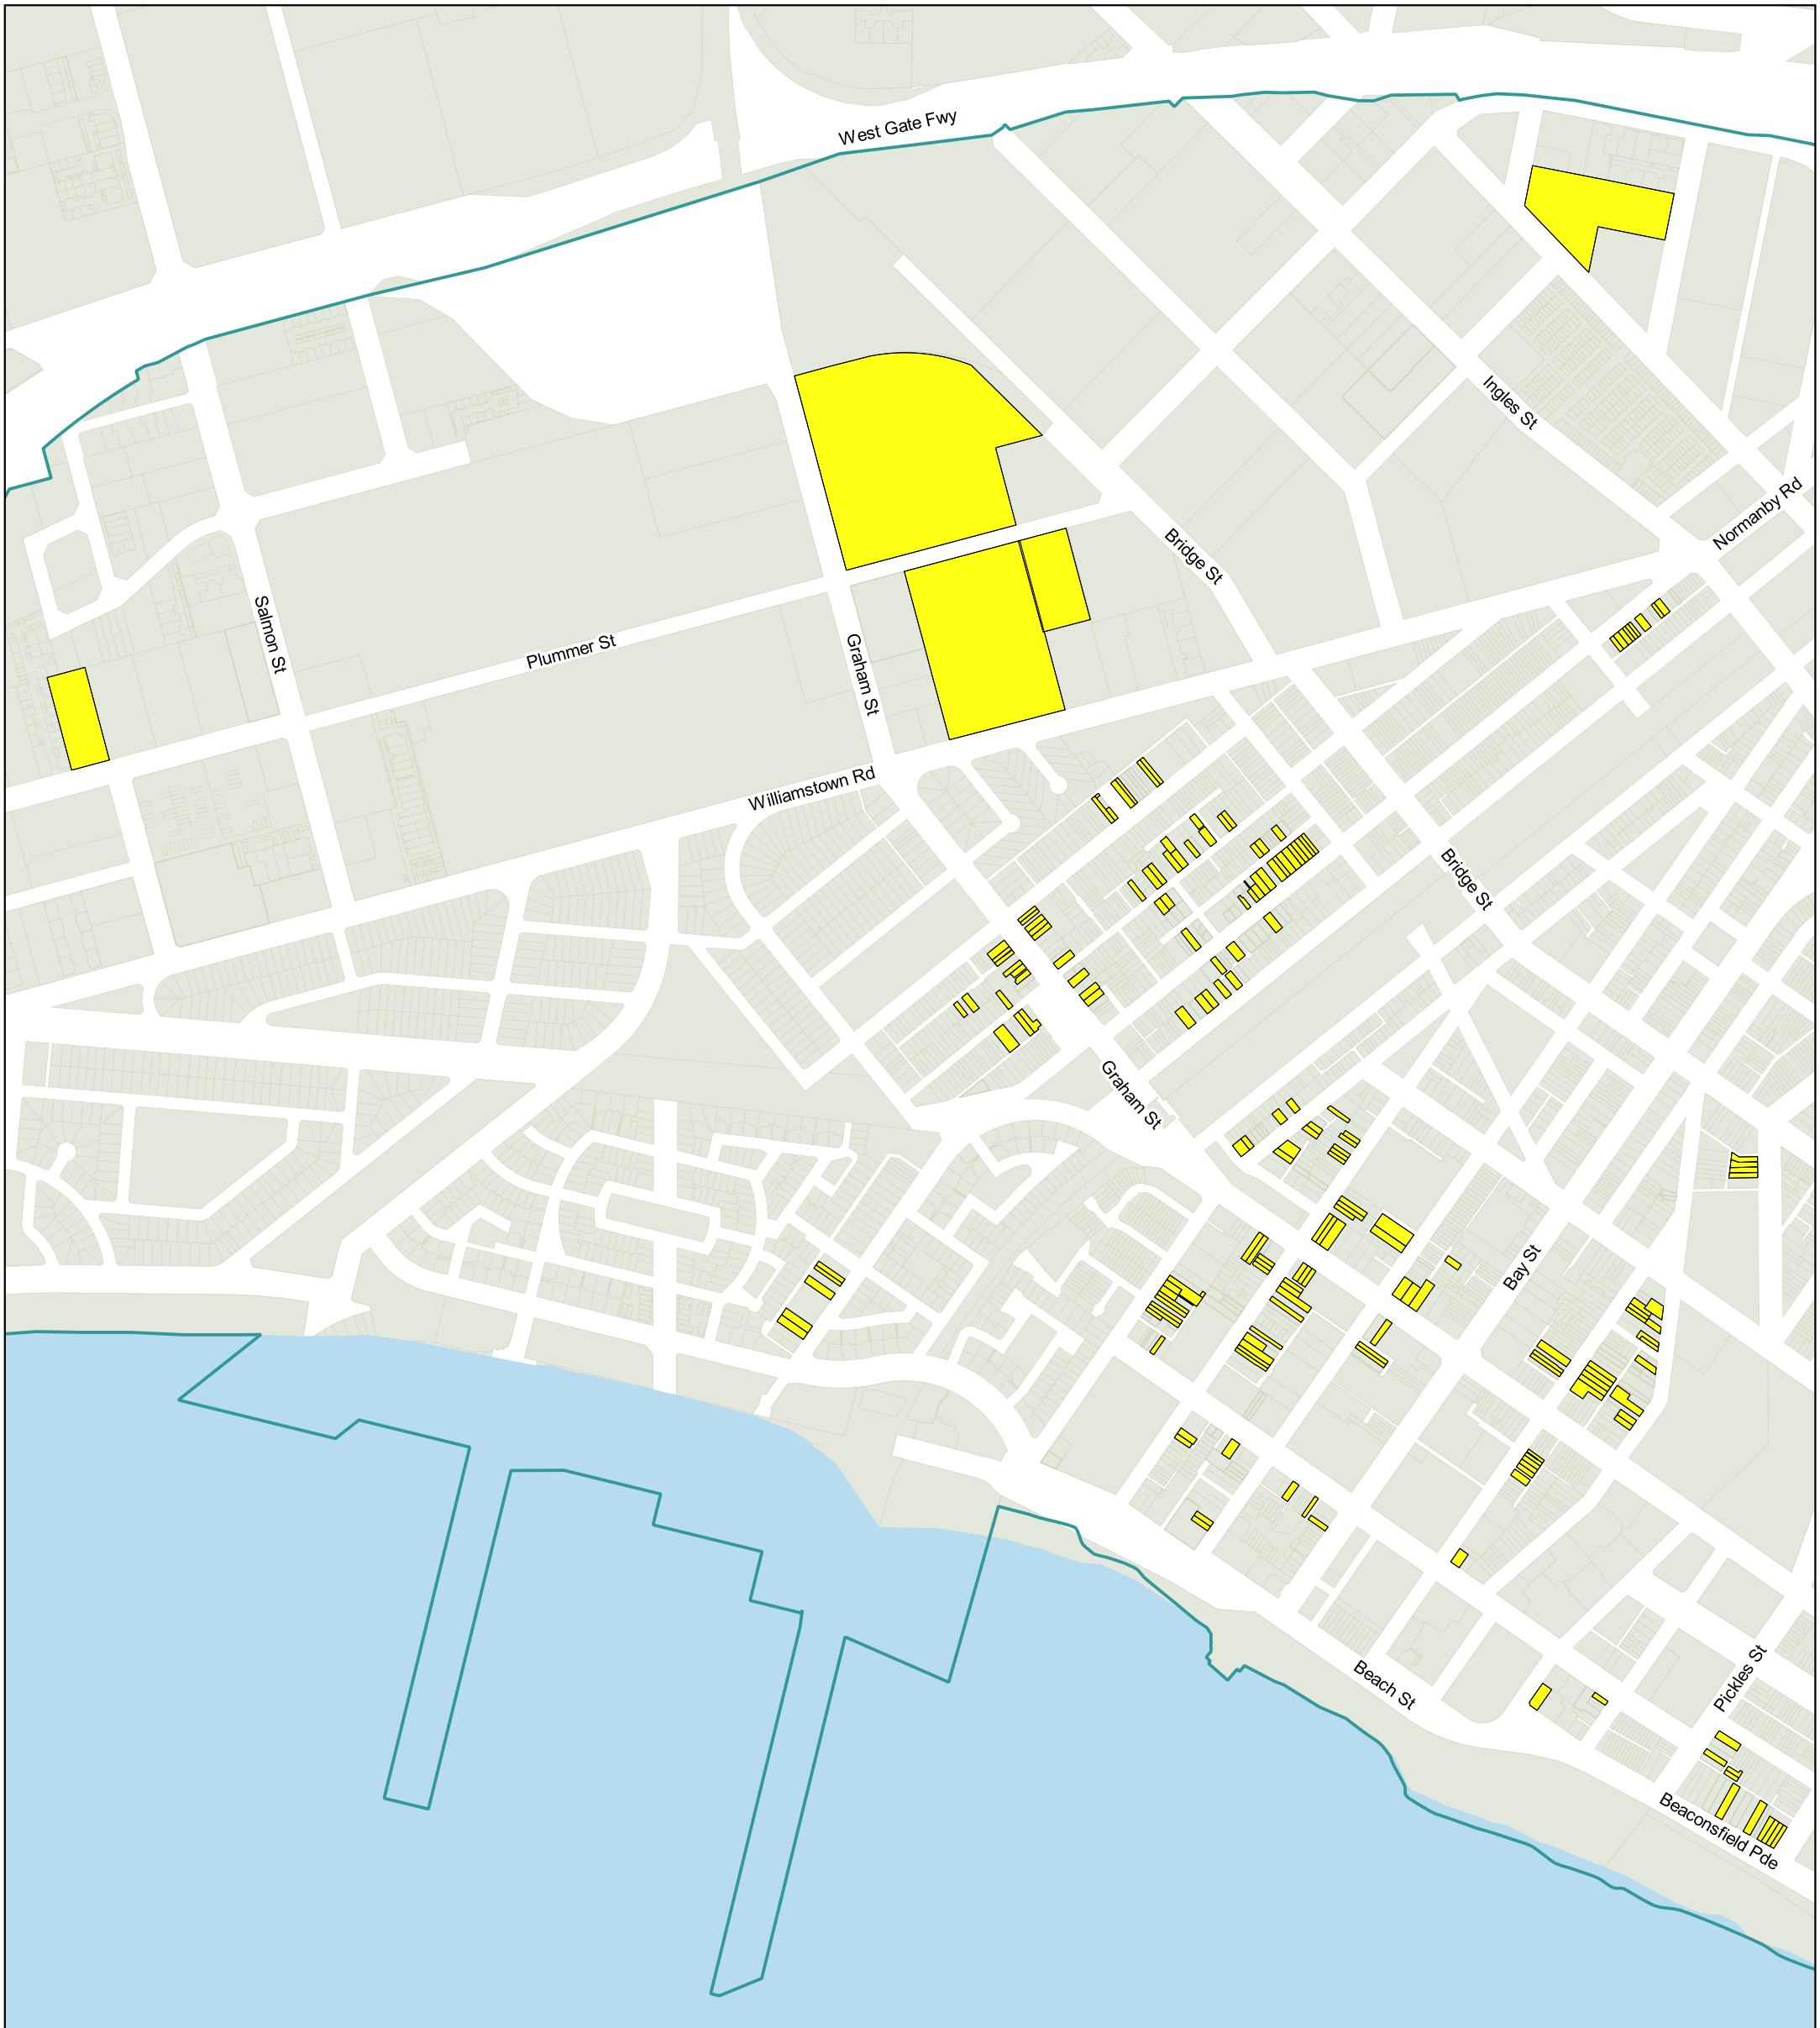 West Gate Fwy
Ingles St
Normanby Rd
Bridge St
Salmon St
Plummer St
Graham St
Williamstown Rd
Bridge St
Graham St
Bay St
Pickles St
Beach St
Beaconsfield Pde